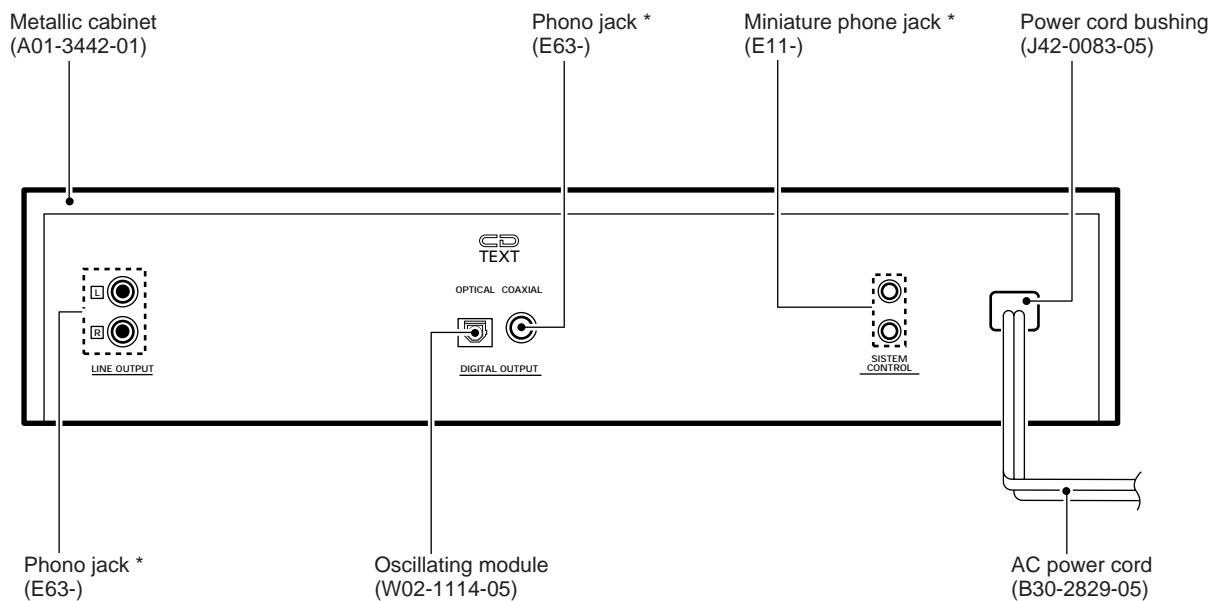 Metallic cabinet
(A01-3442-01)
Phono jack *
(E63-)
Miniature phone jack *
(E11-)
Power cord bushing
(J42-0083-05)
CD
TEXT
L
R
LINE OUTPUT
OPTICAL COAXIAL
DIGITAL OUTPUT
SISTEM
CONTROL
Phono jack *
(E63-)
Oscillating module
(W02-1114-05)
AC power cord
(B30-2829-05)